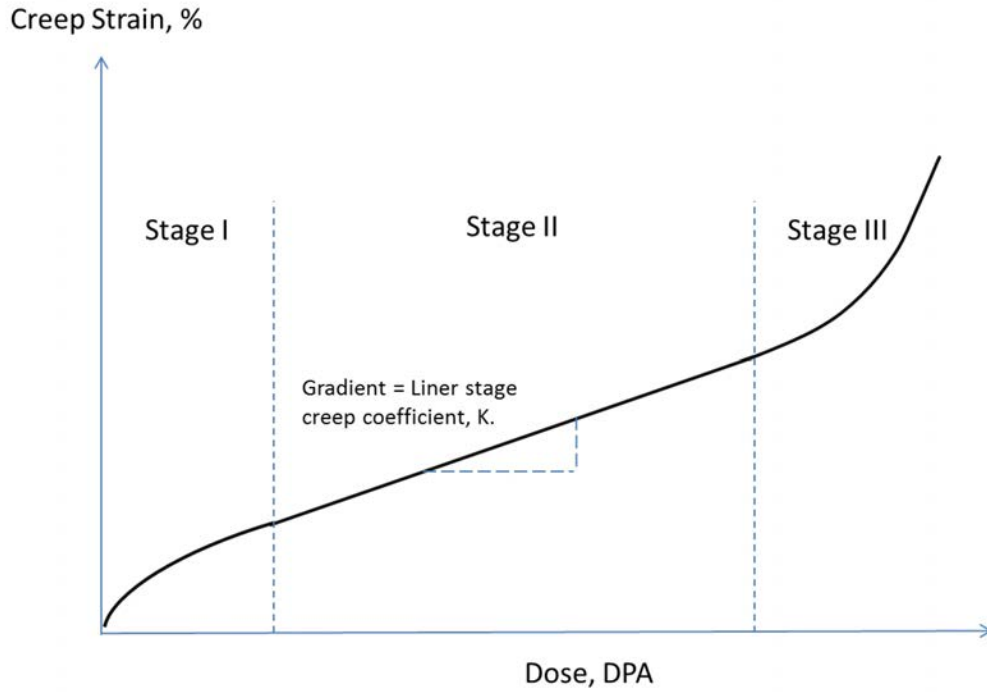 Creep Strain, %
Stage I
Stage II
Stage III
Gradient = Liner stage
creep coefficient, K.
Dose, DPA